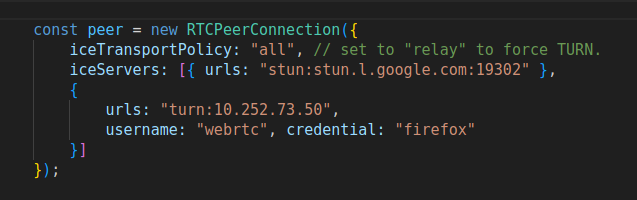 const peer = new RTCPeerConnection({
iceTransportPolicy: "all", // set to "relay" to force TURN.
iceServers: [{ urls: "stun:stun.l.google.com:19302" },
{
urls: "turn:10.252.73.50",
username: "webrtc", credential: "firefox"
}]
});